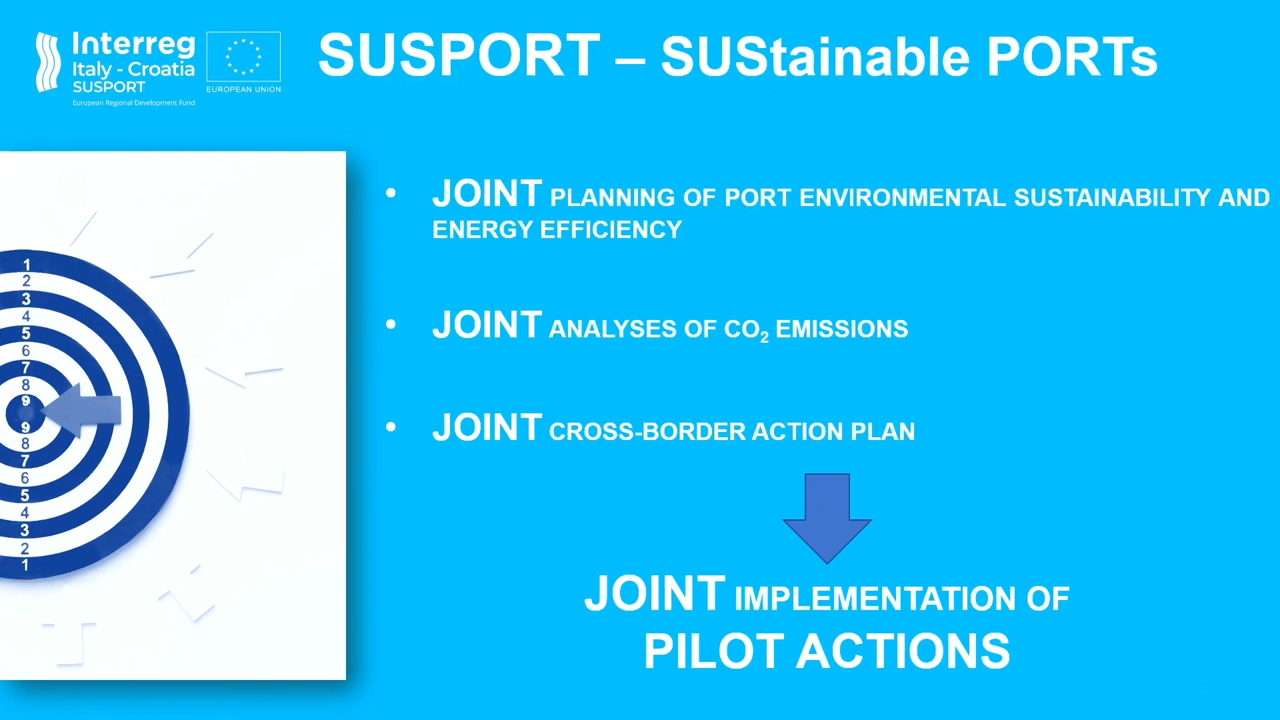 Interreg
Italy - Croatia
SUSPORT
European Regional Development Fund
EUROPEAN UNION
SUSPORT – SUStainable PORTs
• JOINT PLANNING OF PORT ENVIRONMENTAL SUSTAINABILITY AND
ENERGY EFFICIENCY
• JOINT ANALYSES OF CO₂ EMISSIONS
• JOINT CROSS-BORDER ACTION PLAN
JOINT IMPLEMENTATION OF
PILOT ACTIONS
1
2
3
4
5
6
7
8
9
9
8
7
6
5
4
3
2
1